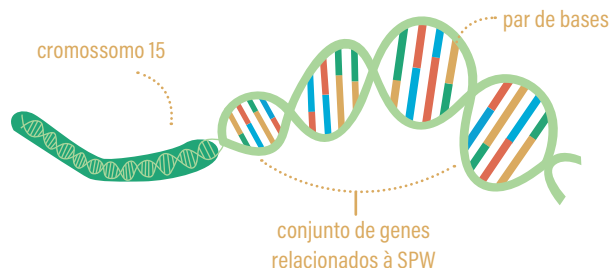 par de bases
cromossomo 15
conjunto de genes
relacionados à SPW